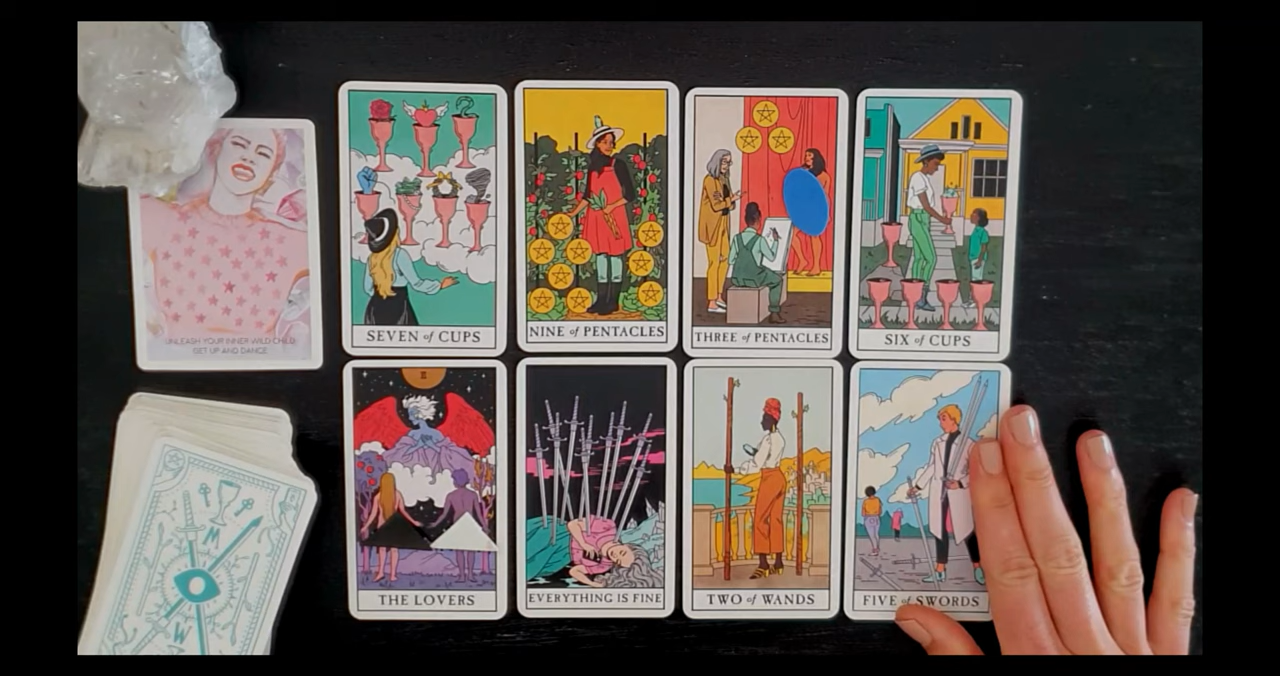 SEVEN of CUPS
NINE of PENTACLES
THREE of PENTACLES
SIX of CUPS
UNLEASH YOUR INNER WILD CHILD
GET UP AND DANCE
II
THE LOVERS
EVERYTHING IS FINE
TWO of WANDS
FIVE of SWORDS
M
W